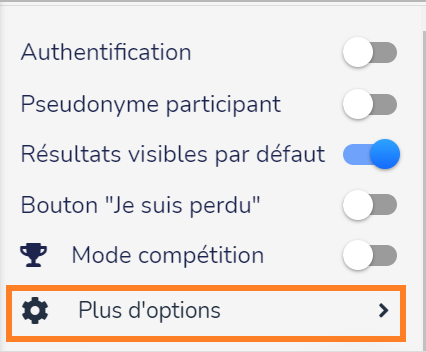 Authentification
Pseudonyme participant
Résultats visibles par défaut
Bouton "Je suis perdu"
Mode compétition
Plus d'options